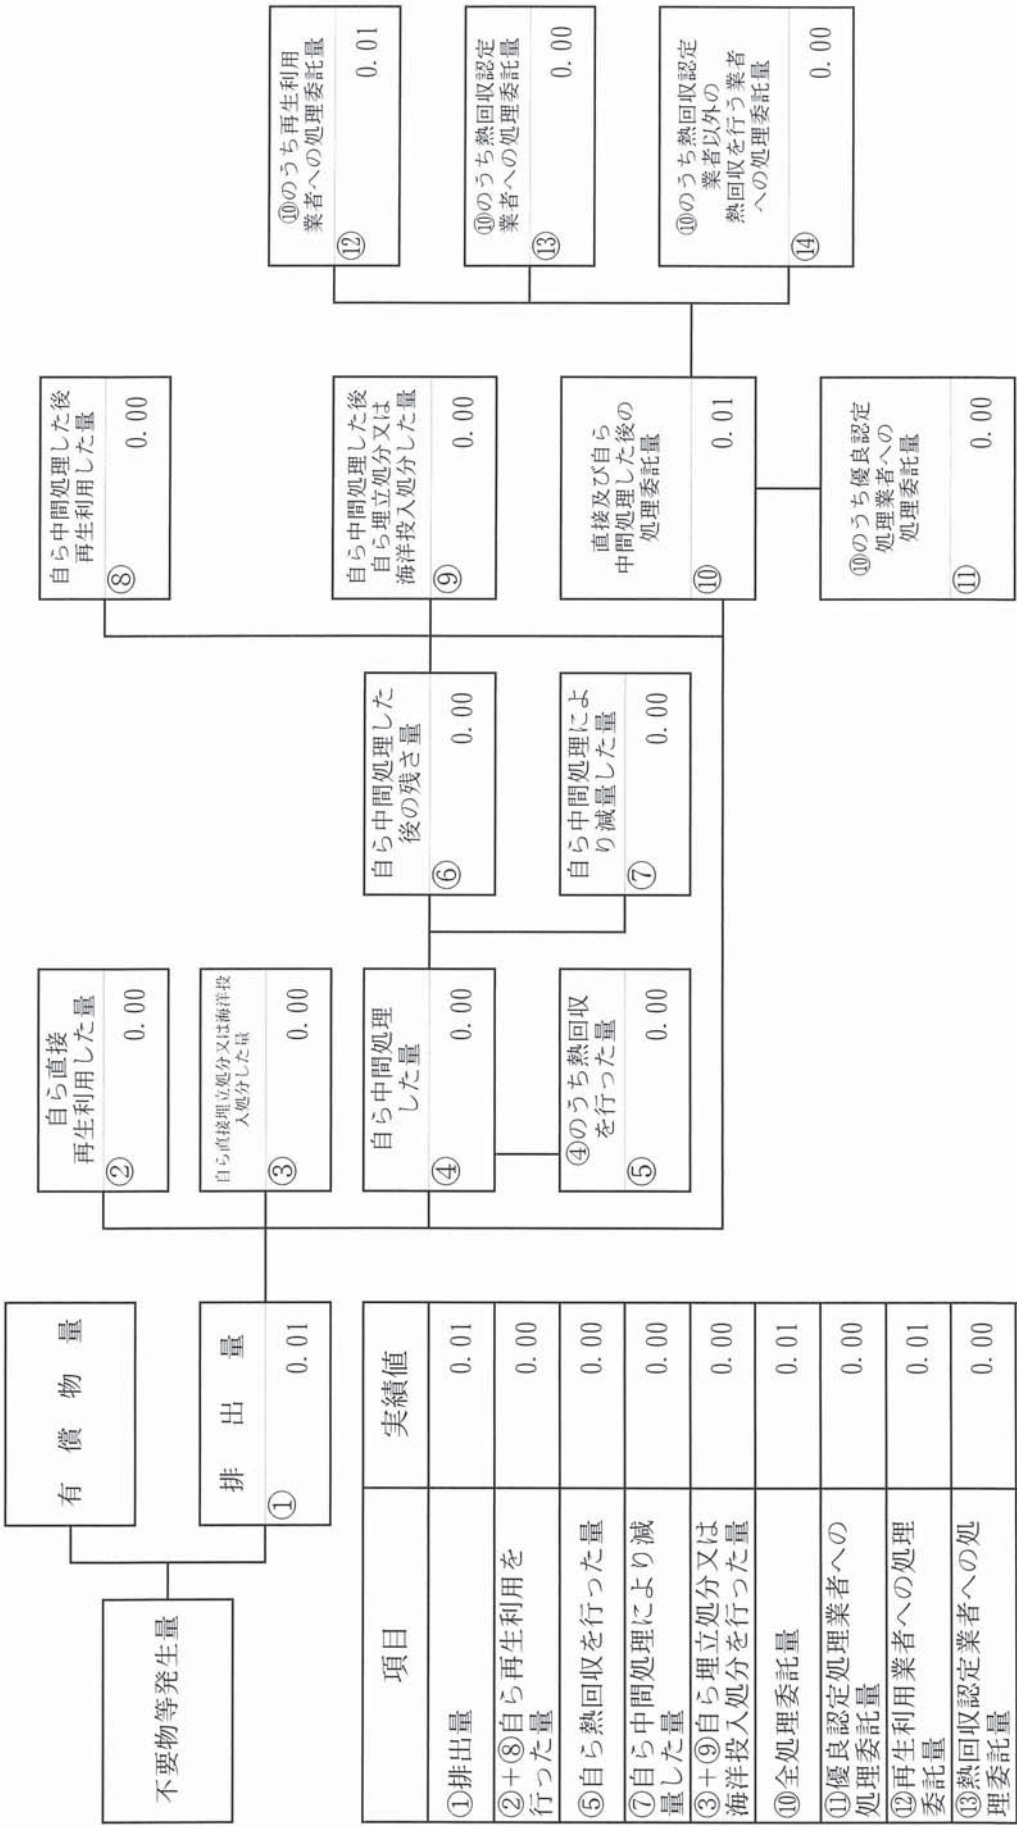 不要物等発生量
有償物量
排出量
①
0.01
自ら直接
再生利用した量
②
0.00
自ら直接埋立処分又は海洋投
入処分した量
③
0.00
自ら中間処理
した量
④
0.00
④のうち熱回収
を行った量
⑤
0.00
自ら中間処理した
後の残さ量
⑥
0.00
自ら中間処理によ
り減量した量
⑦
0.00
自ら中間処理した後
再生利用した量
⑧
0.00
自ら中間処理した後
自ら埋立処分又は
海洋投入処分した量
⑨
0.00
直接及び自ら
中間処理した後の
処理委託量
⑩
0.01
⑩のうち優良認定
処理業者への
処理委託量
⑪
0.00
⑩のうち再生利用
業者への処理委託量
⑫
0.01
⑩のうち熱回収認定
業者への処理委託量
⑬
0.00
⑩のうち熱回収認定
業者以外の
熱回収を行う業者
への処理委託量
⑭
0.00
項目 実績値
①排出量 0.01
②+⑧自ら再生利用を
行った量 0.00
⑤自ら熱回収を行った量 0.00
⑦自ら中間処理により減
量した量 0.00
③+⑨自ら埋立処分又は
海洋投入処分を行った量 0.00
⑩全処理委託量 0.01
⑪優良認定処理業者への
処理委託量 0.00
⑫再生利用業者への処理
委託量 0.01
⑬熱回収認定業者への処
理委託量 0.00